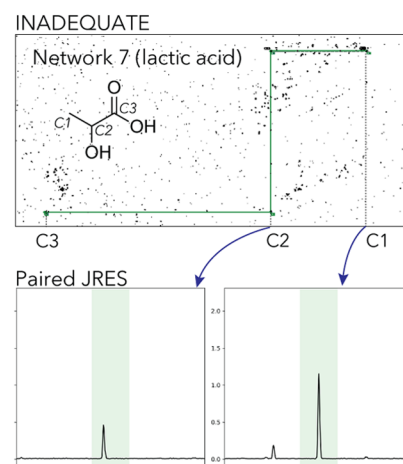 INADEQUATE
Network 7 (lactic acid)
O
C1
C2
C3
OH
OH
C3
C2
C1
Paired JRES
2.0
1.5
1.0
0.5
0.0